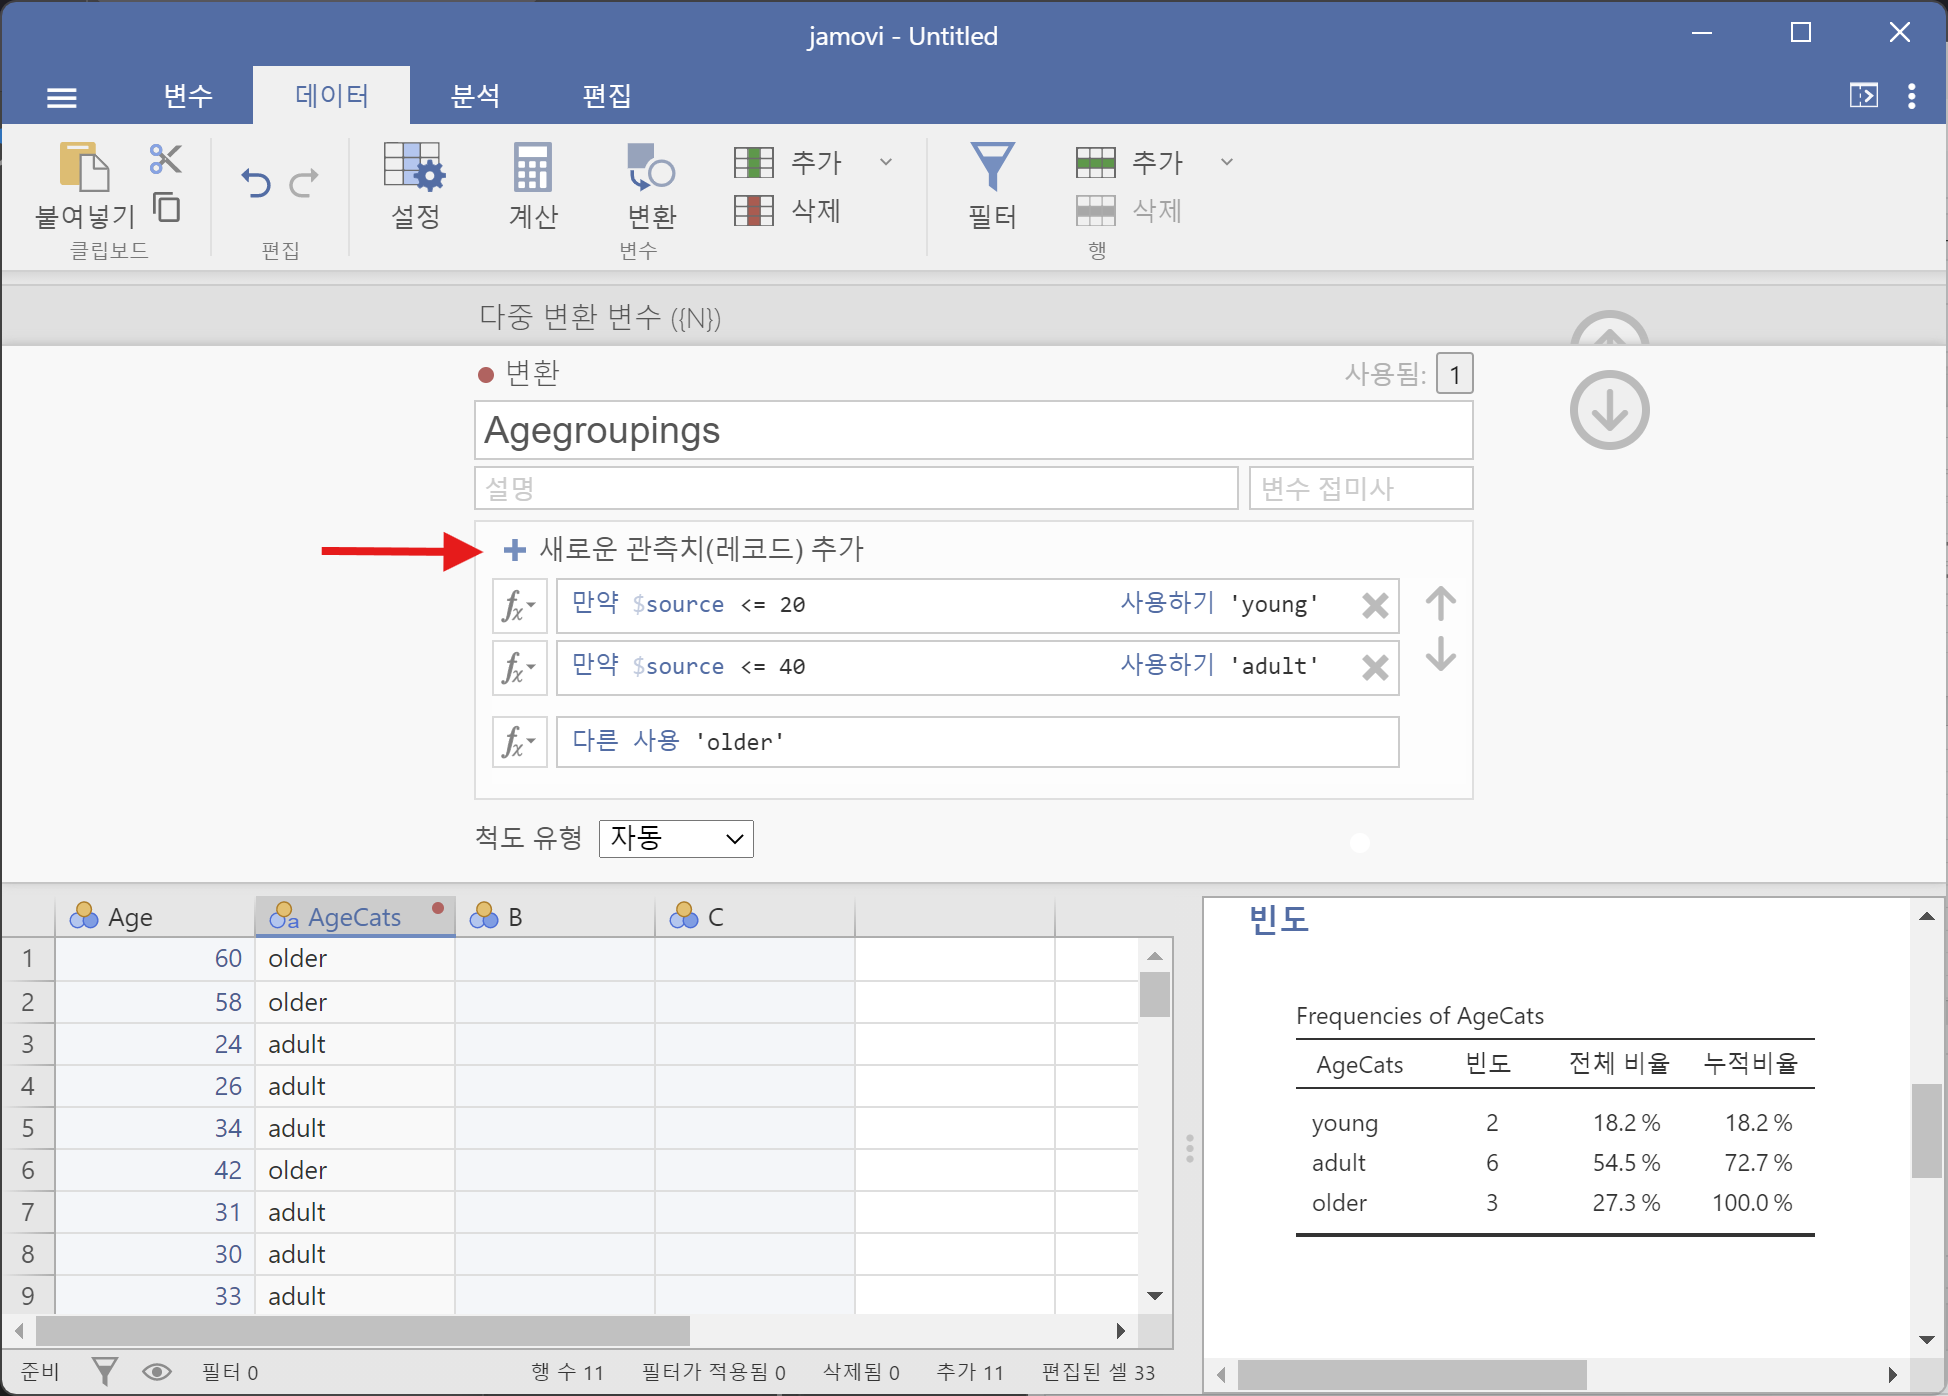 jamovi - Untitled
변수 데이터 분석 편집
붙여넣기 설정 계산 변환 추가 삭제 필터 추가 삭제
클립보드 편집 변수 행
다중 변환 변수 ({N})
변환 사용됨: 1
Agegroupings
설명 변수 접미사
새로운 관측치(레코드) 추가
fx 만약 $source <= 20 사용하기 'young'
fx 만약 $source <= 40 사용하기 'adult'
fx 다른 사용 'older'
척도 유형 자동
Age a AgeCats B C
1 60 older
2 58 older
3 24 adult
4 26 adult
5 34 adult
6 42 older
7 31 adult
8 30 adult
9 33 adult
빈도
Frequencies of AgeCats
AgeCats 빈도 전체 비율 누적비율
young 2 18.2 % 18.2 %
adult 6 54.5 % 72.7 %
older 3 27.3 % 100.0 %
준비 필터 0 행 수 11 필터가 적용됨 0 삭제됨 0 추가 11 편집된 셀 33